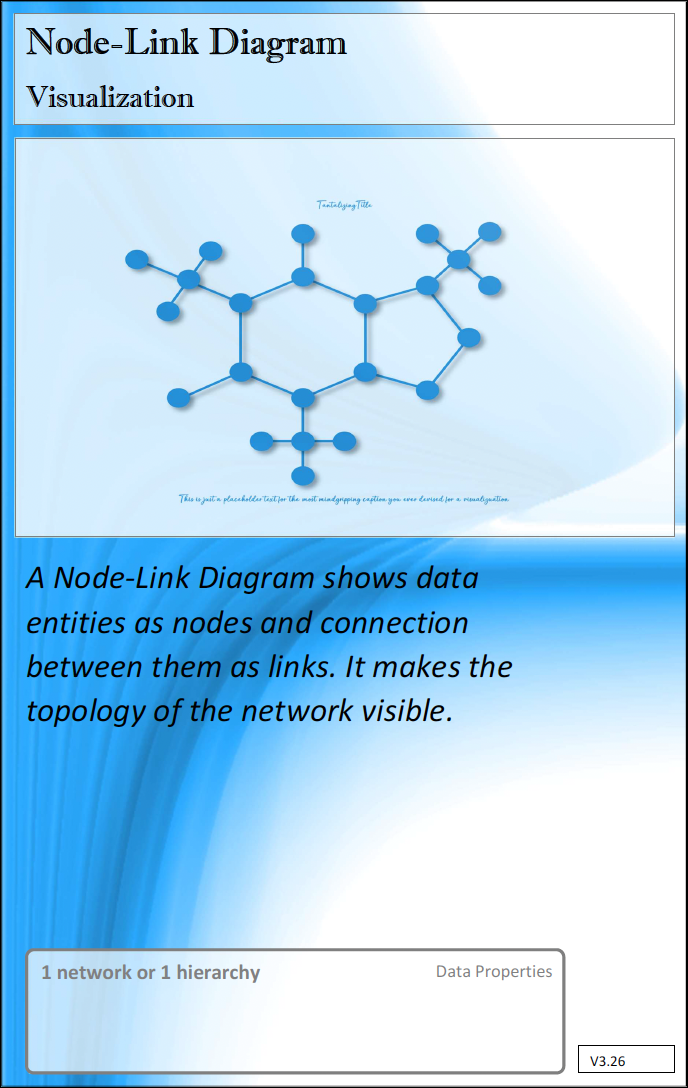 Node-Link Diagram
Visualization
Tantalizing Title
This is just a placeholder text for the most mindgripping caption you ever devised for a visualization.
A Node-Link Diagram shows data
entities as nodes and connection
between them as links. It makes the
topology of the network visible.
1 network or 1 hierarchy
Data Properties
V3.26